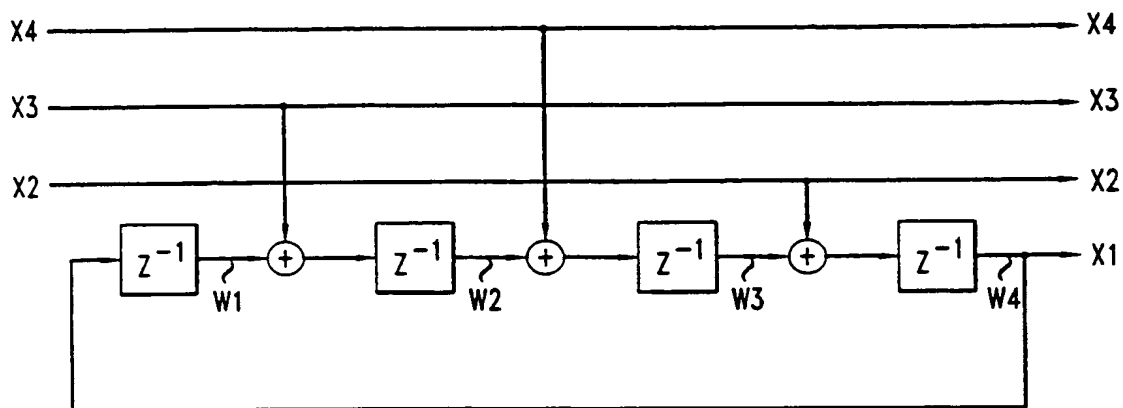 X4 X4
X3 X3
X2 X2
Z⁻¹ + Z⁻¹ + Z⁻¹ + Z⁻¹ X1
W1 W2 W3 W4